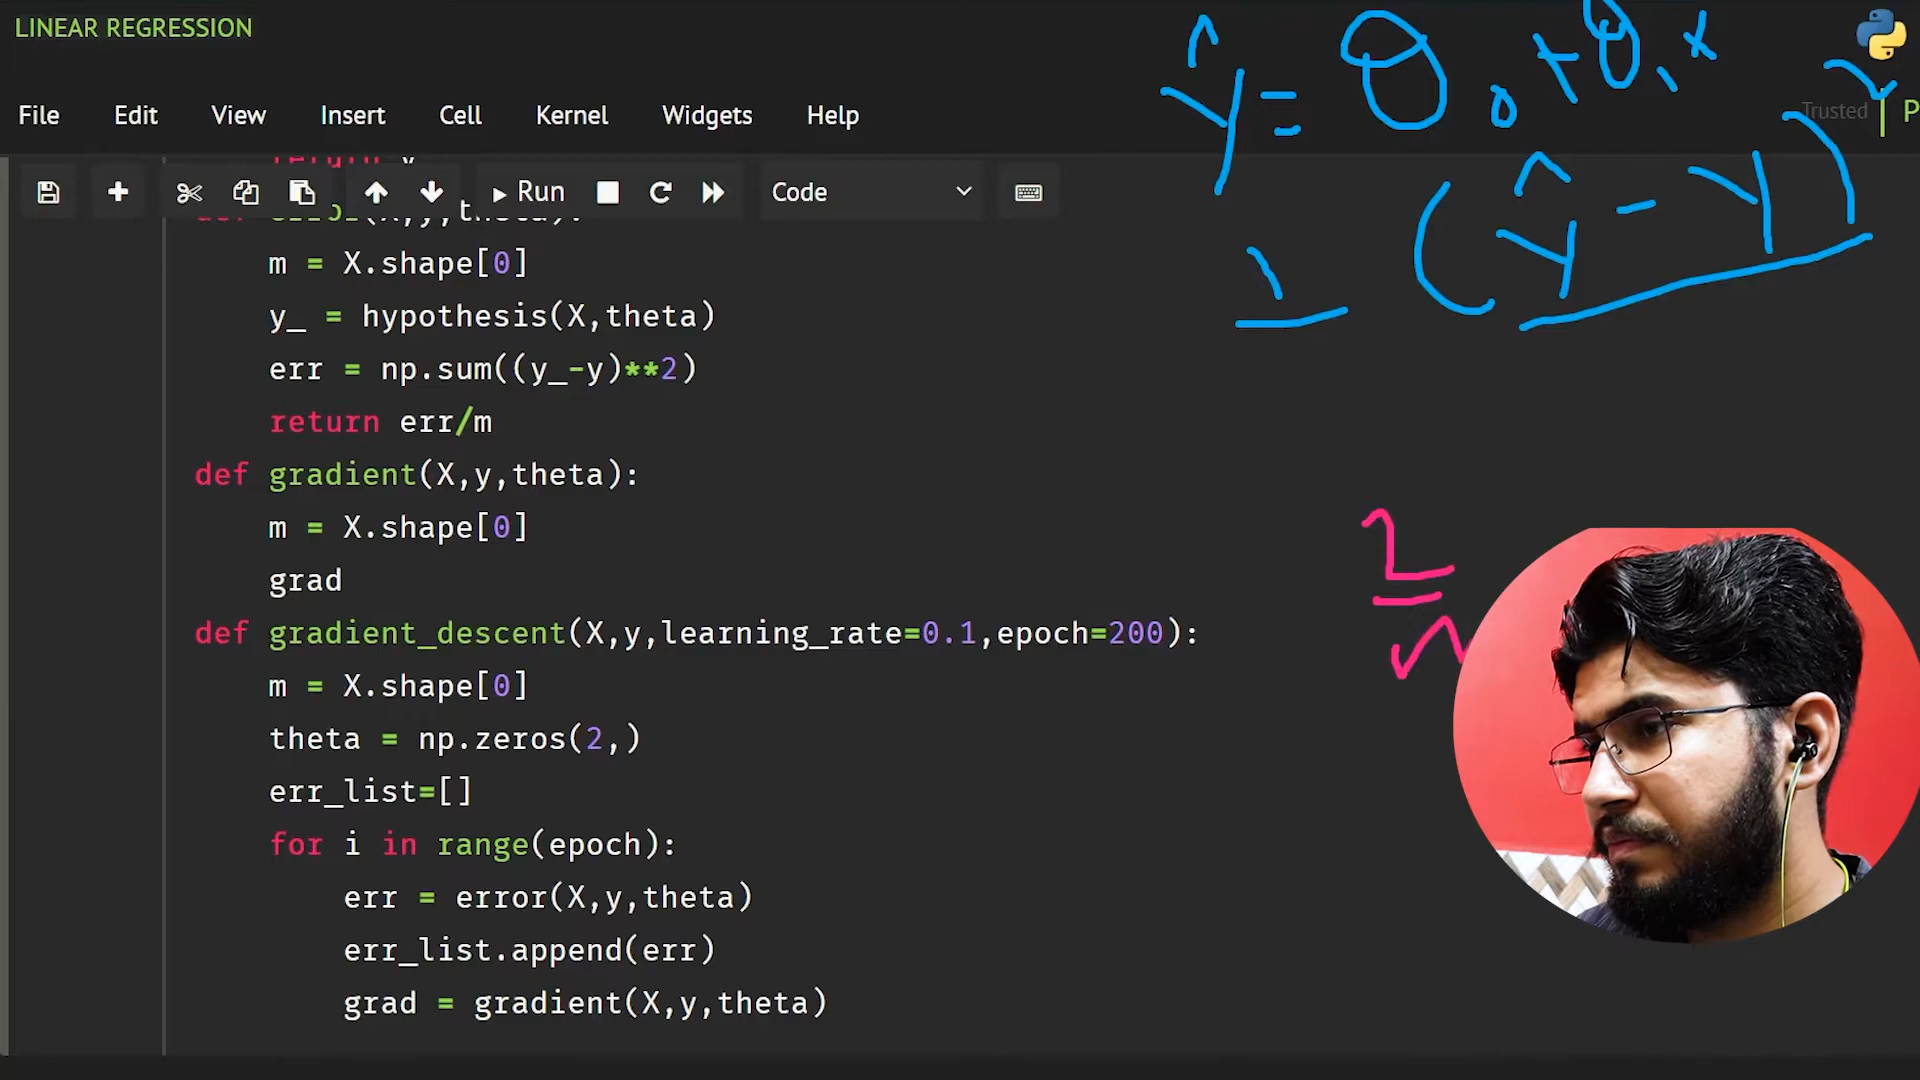 LINEAR REGRESSION
ŷ = θ₀ + θ₁ x
File Edit View Insert Cell Kernel Widgets Help
Trusted
P
Run Code
(ŷ - y)²
m = X.shape[0]
y_ = hypothesis(X,theta)
err = np.sum((y_-y)**2)
return err/m
def gradient(X,y,theta):
m = X.shape[0]
grad
def gradient_descent(X,y,learning_rate=0.1,epoch=200):
m = X.shape[0]
theta = np.zeros(2,)
err_list=[]
for i in range(epoch):
err = error(X,y,theta)
err_list.append(err)
grad = gradient(X,y,theta)